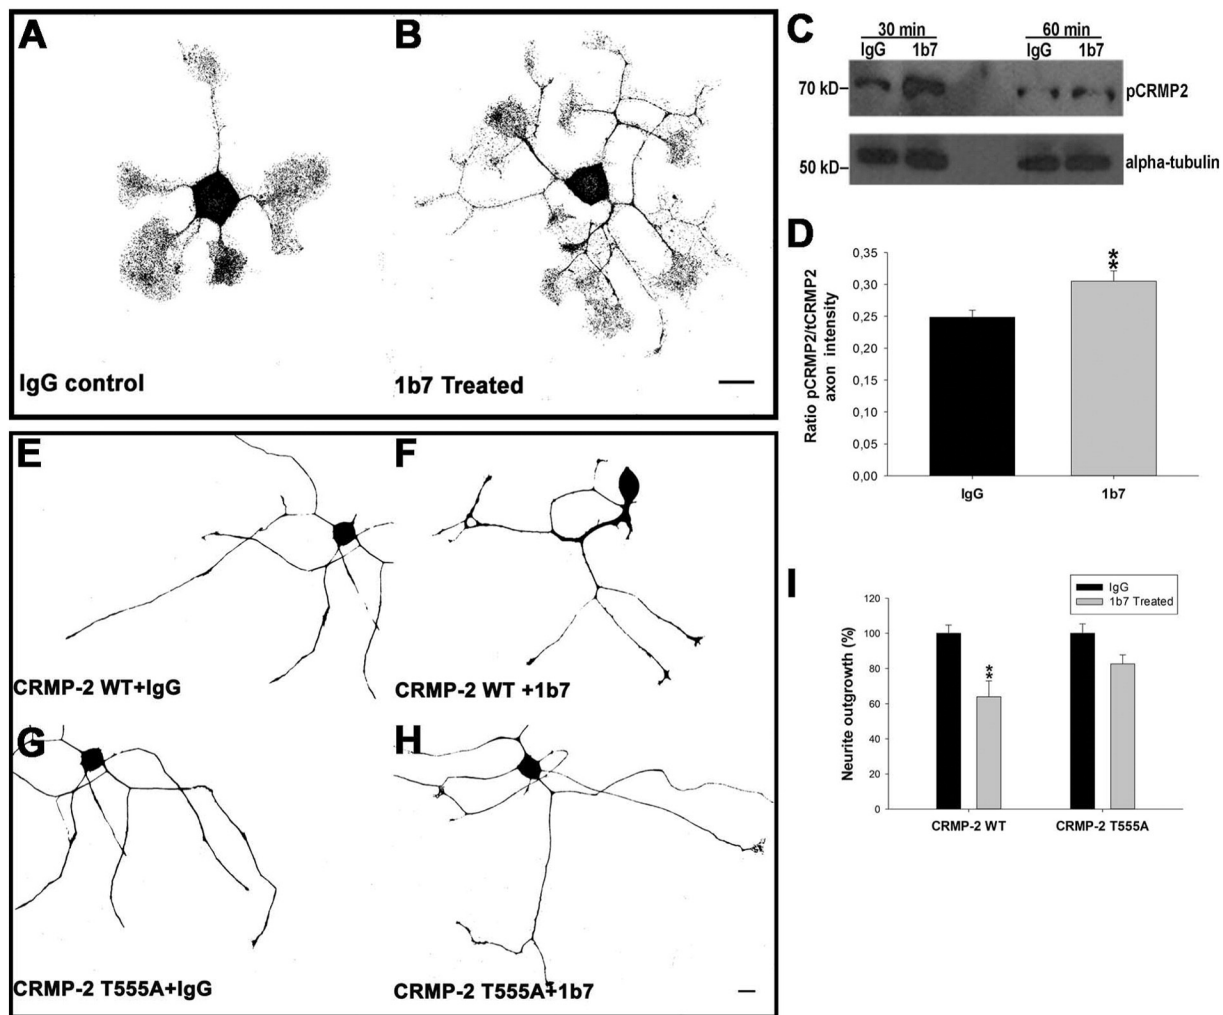 A
B
IgG control
1b7 Treated
C
30 min
60 min
IgG
1b7
IgG
1b7
70 kD
pCRMP2
50 kD
alpha-tubulin
D
Ratio pCRMP2/tCRMP2
axon intensity
0,35
0,30
0,25
0,20
0,15
0,10
0,05
0,00
**
IgG
1b7
E
F
CRMP-2 WT+IgG
CRMP-2 WT +1b7
G
H
CRMP-2 T555A+IgG
CRMP-2 T555A+1b7
I
IgG
1b7 Treated
Neurite outgrowth (%)
120
100
80
60
40
20
0
**
CRMP-2 WT
CRMP-2 T555A